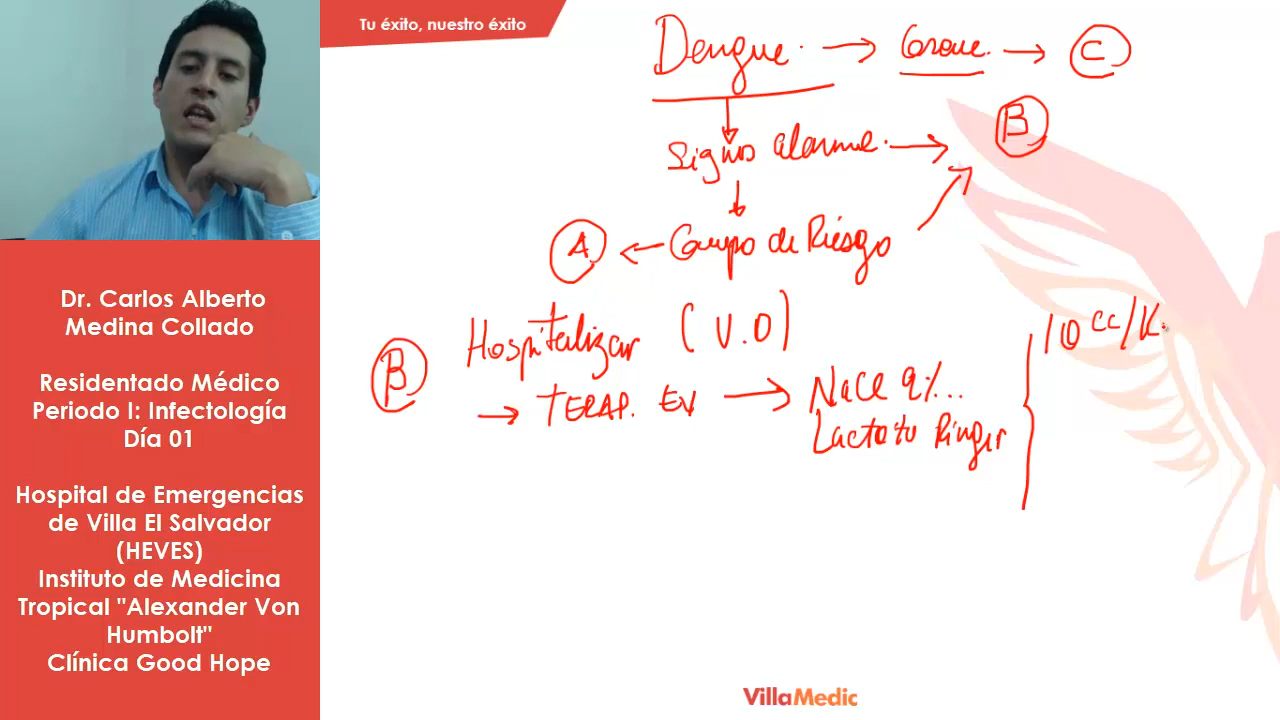 Tu éxito, nuestro éxito
Dengue. → Grave. → C
Signos alarma. → B
A ← Grupo de Riesgo
B Hospitalizar (V.O)
→ TERAP. EV → NaCl 9%...
Lactato Ringer
10 cc/K.
Dr. Carlos Alberto
Medina Collado
Residentado Médico
Periodo I: Infectología
Día 01
Hospital de Emergencias
de Villa El Salvador
(HEVES)
Instituto de Medicina
Tropical "Alexander Von
Humbolt"
Clínica Good Hope
VillaMedic